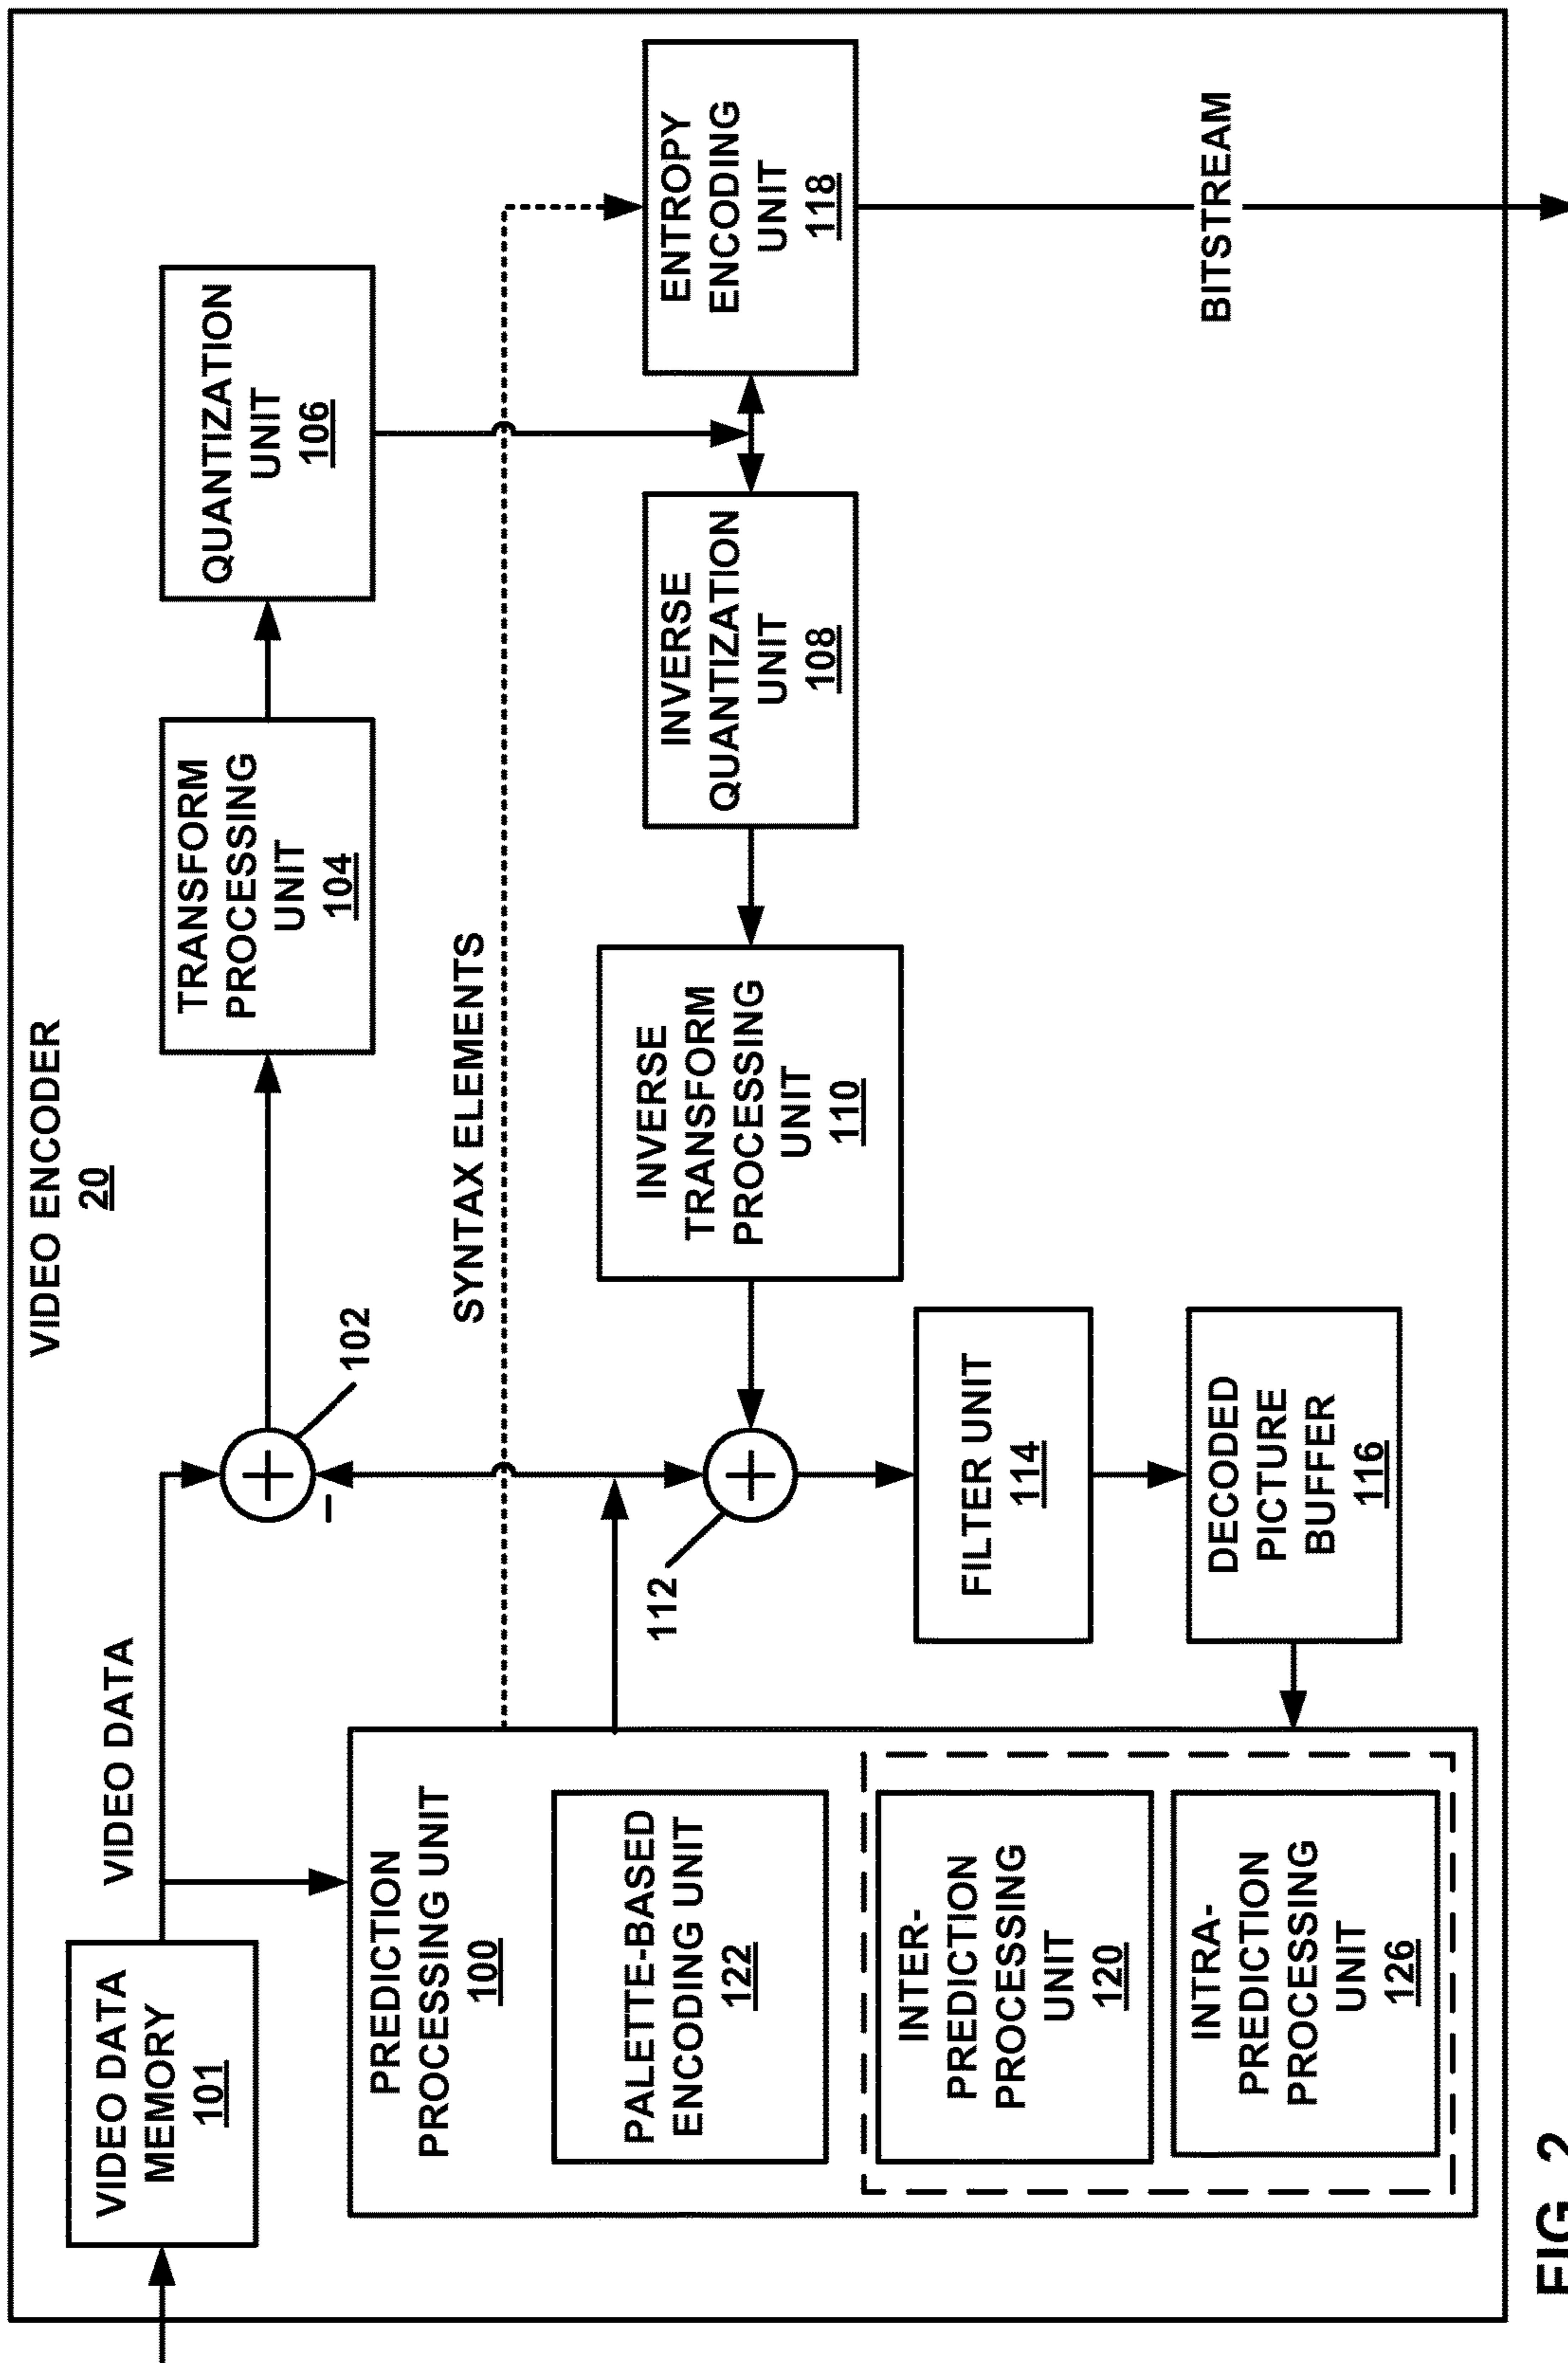 VIDEO ENCODER
20
VIDEO DATA
MEMORY
101
VIDEO DATA
102
TRANSFORM
PROCESSING
UNIT
104
QUANTIZATION
UNIT
106
PREDICTION
PROCESSING UNIT
100
PALETTE-BASED
ENCODING UNIT
122
INTER-
PREDICTION
PROCESSING
UNIT
120
INTRA-
PREDICTION
PROCESSING
UNIT
126
SYNTAX ELEMENTS
112
INVERSE
TRANSFORM
PROCESSING
UNIT
110
INVERSE
QUANTIZATION
UNIT
108
ENTROPY
ENCODING
UNIT
118
FILTER UNIT
114
DECODED
PICTURE
BUFFER
116
BITSTREAM
FIG. 2